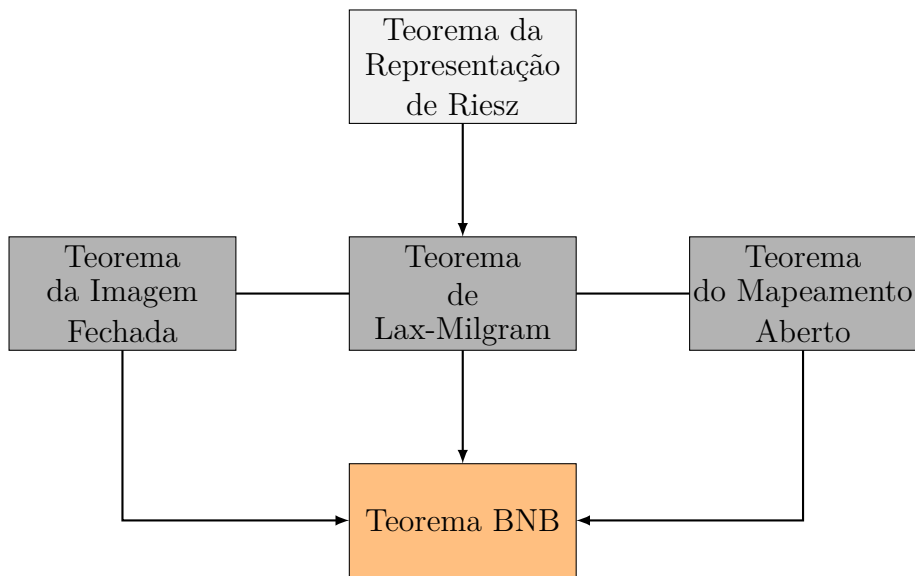 Teorema da
Representação
de Riesz
Teorema
da Imagem
Fechada
Teorema
de
Lax-Milgram
Teorema
do Mapeamento
Aberto
Teorema BNB